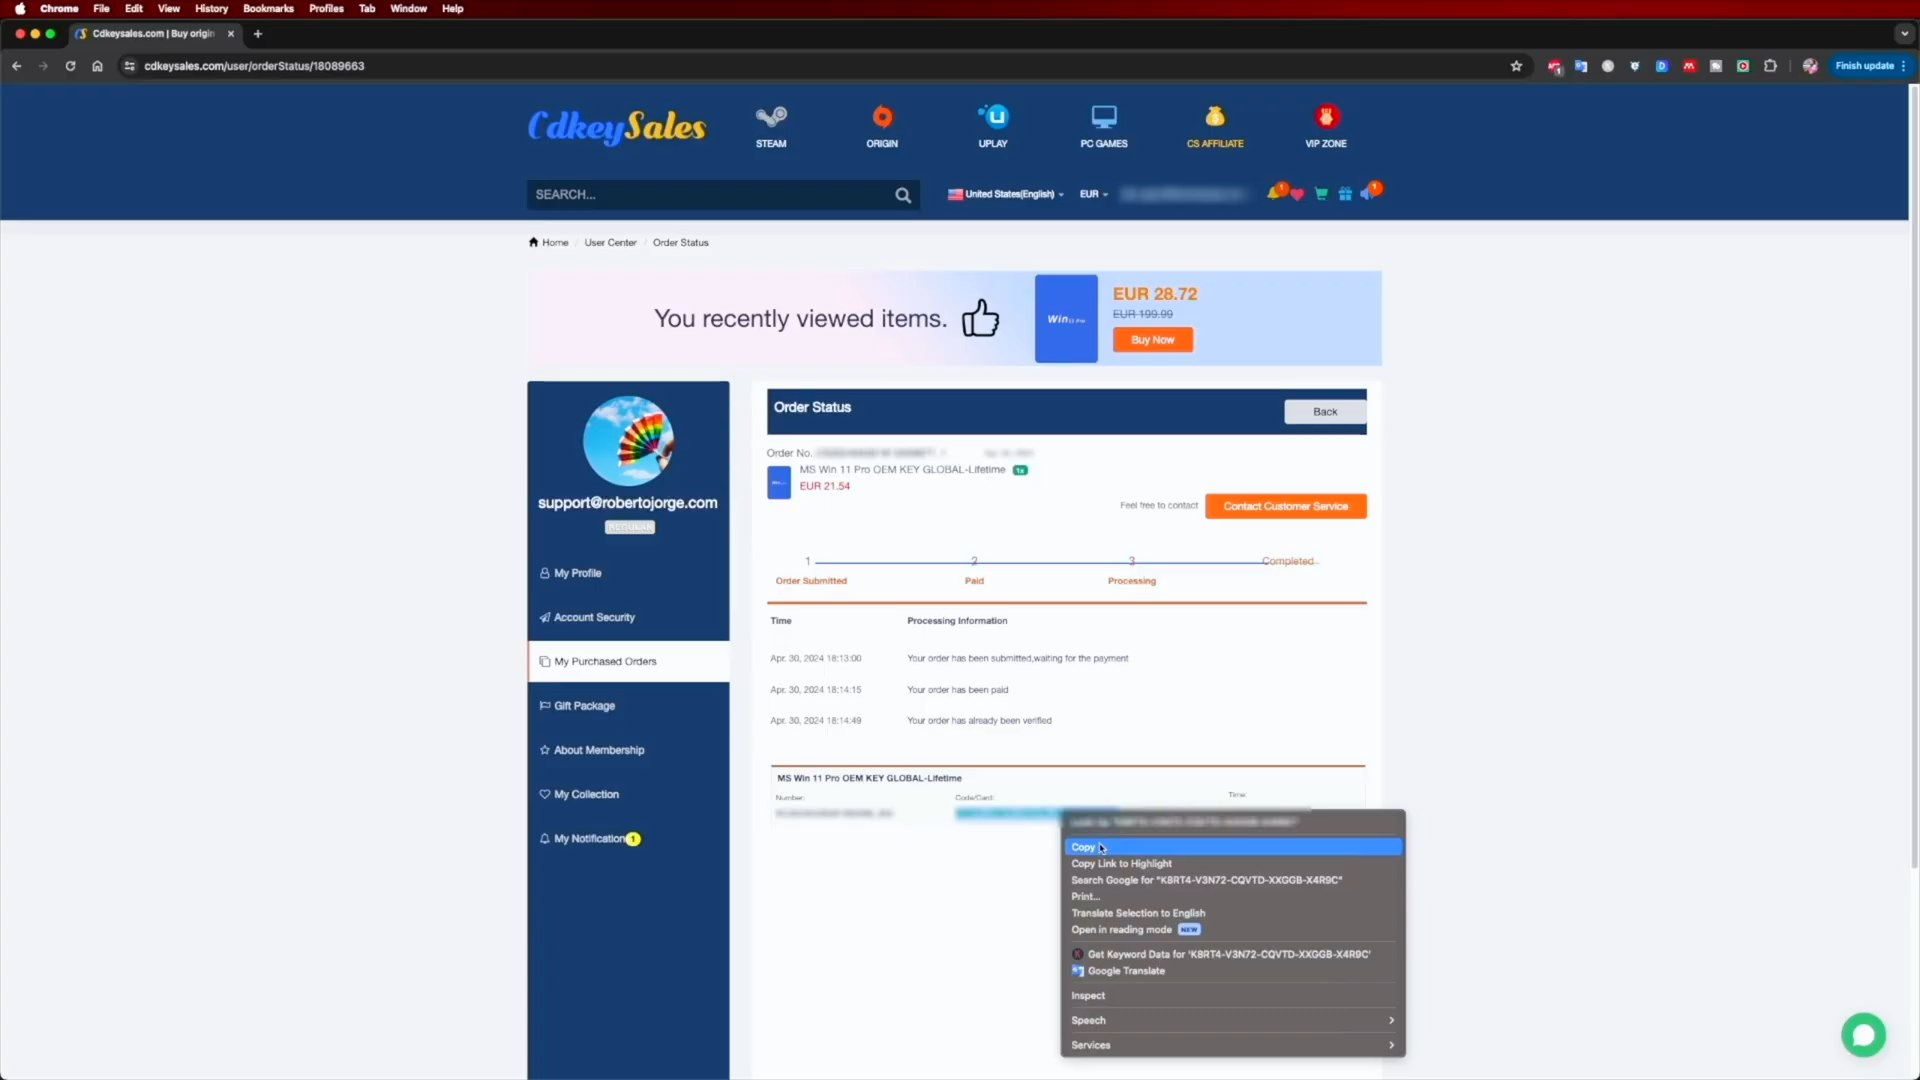 Chrome File Edit View History Bookmarks Profiles Tab Window Help
Cdkeysales.com | Buy origin
cdkeysales.com/user/orderStatus/18089663
Finish update
CdkeySales
STEAM ORIGIN UPLAY PC GAMES CS AFFILIATE VIP ZONE
SEARCH...
United States(English) EUR 1 1
Home / User Center / Order Status
You recently viewed items.
Win 11 Pro
EUR 28.72
EUR 199.99
Buy Now
Order Status
Back
Order No.
MS Win 11 Pro OEM KEY GLOBAL-Lifetime 1x
EUR 21.54
Feel free to contact Contact Customer Service
1 2 3 Completed
Order Submitted Paid Processing
Time Processing Information
Apr. 30, 2024 18:13:00 Your order has been submitted,waiting for the payment
Apr. 30, 2024 18:14:15 Your order has been paid
Apr. 30, 2024 18:14:49 Your order has already been verified
MS Win 11 Pro OEM KEY GLOBAL-Lifetime
Number: Code/Card: Time:
support@robertojorge.com
REGULAR
My Profile
Account Security
My Purchased Orders
Gift Package
About Membership
My Collection
My Notification 1
Copy
Copy Link to Highlight
Search Google for "K8RT4-V3N72-CQVTD-XXGGB-X4R9C"
Print...
Translate Selection to English
Open in reading mode NEW
Get Keyword Data for 'K8RT4-V3N72-CQVTD-XXGGB-X4R9C'
Google Translate
Inspect
Speech
Services